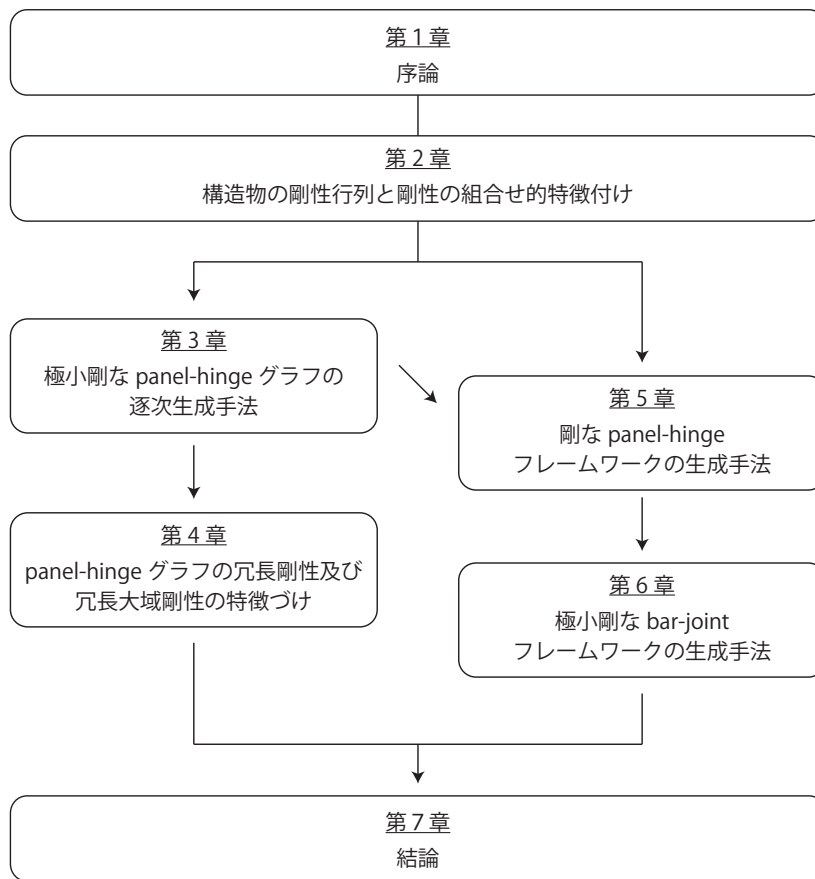 第 1 章
序論
第 2 章
構造物の剛性行列と剛性の組合せ的特徴付け
第 3 章
極小剛な panel-hinge グラフの
逐次生成手法
第 4 章
panel-hinge グラフの冗長剛性及び
冗長大域剛性の特徴づけ
第 5 章
剛な panel-hinge
フレームワークの生成手法
第 6 章
極小剛な bar-joint
フレームワークの生成手法
第 7 章
結論